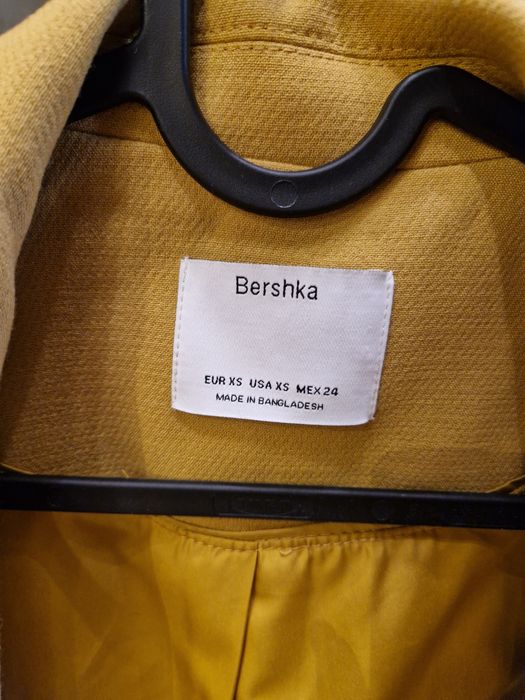 Bershka
EUR XS USA XS MEX 24
MADE IN BANGLADESH